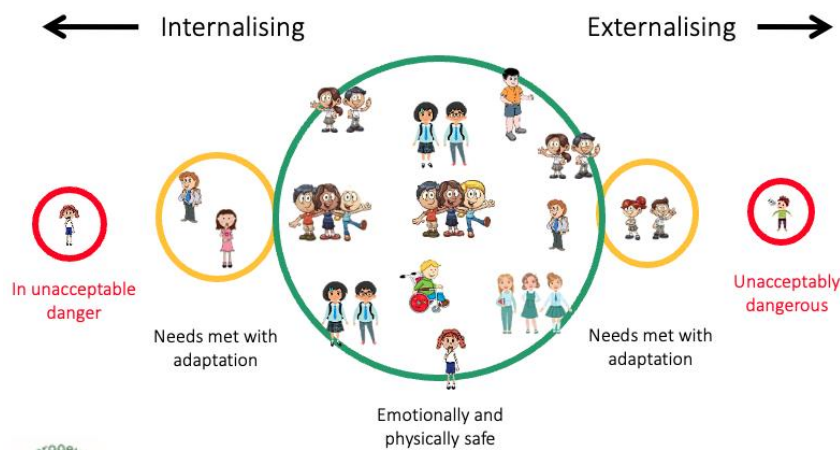 Internalising
Externalising
In unacceptable
danger
Needs met with
adaptation
Emotionally and
physically safe
Needs met with
adaptation
Unacceptably
dangerous